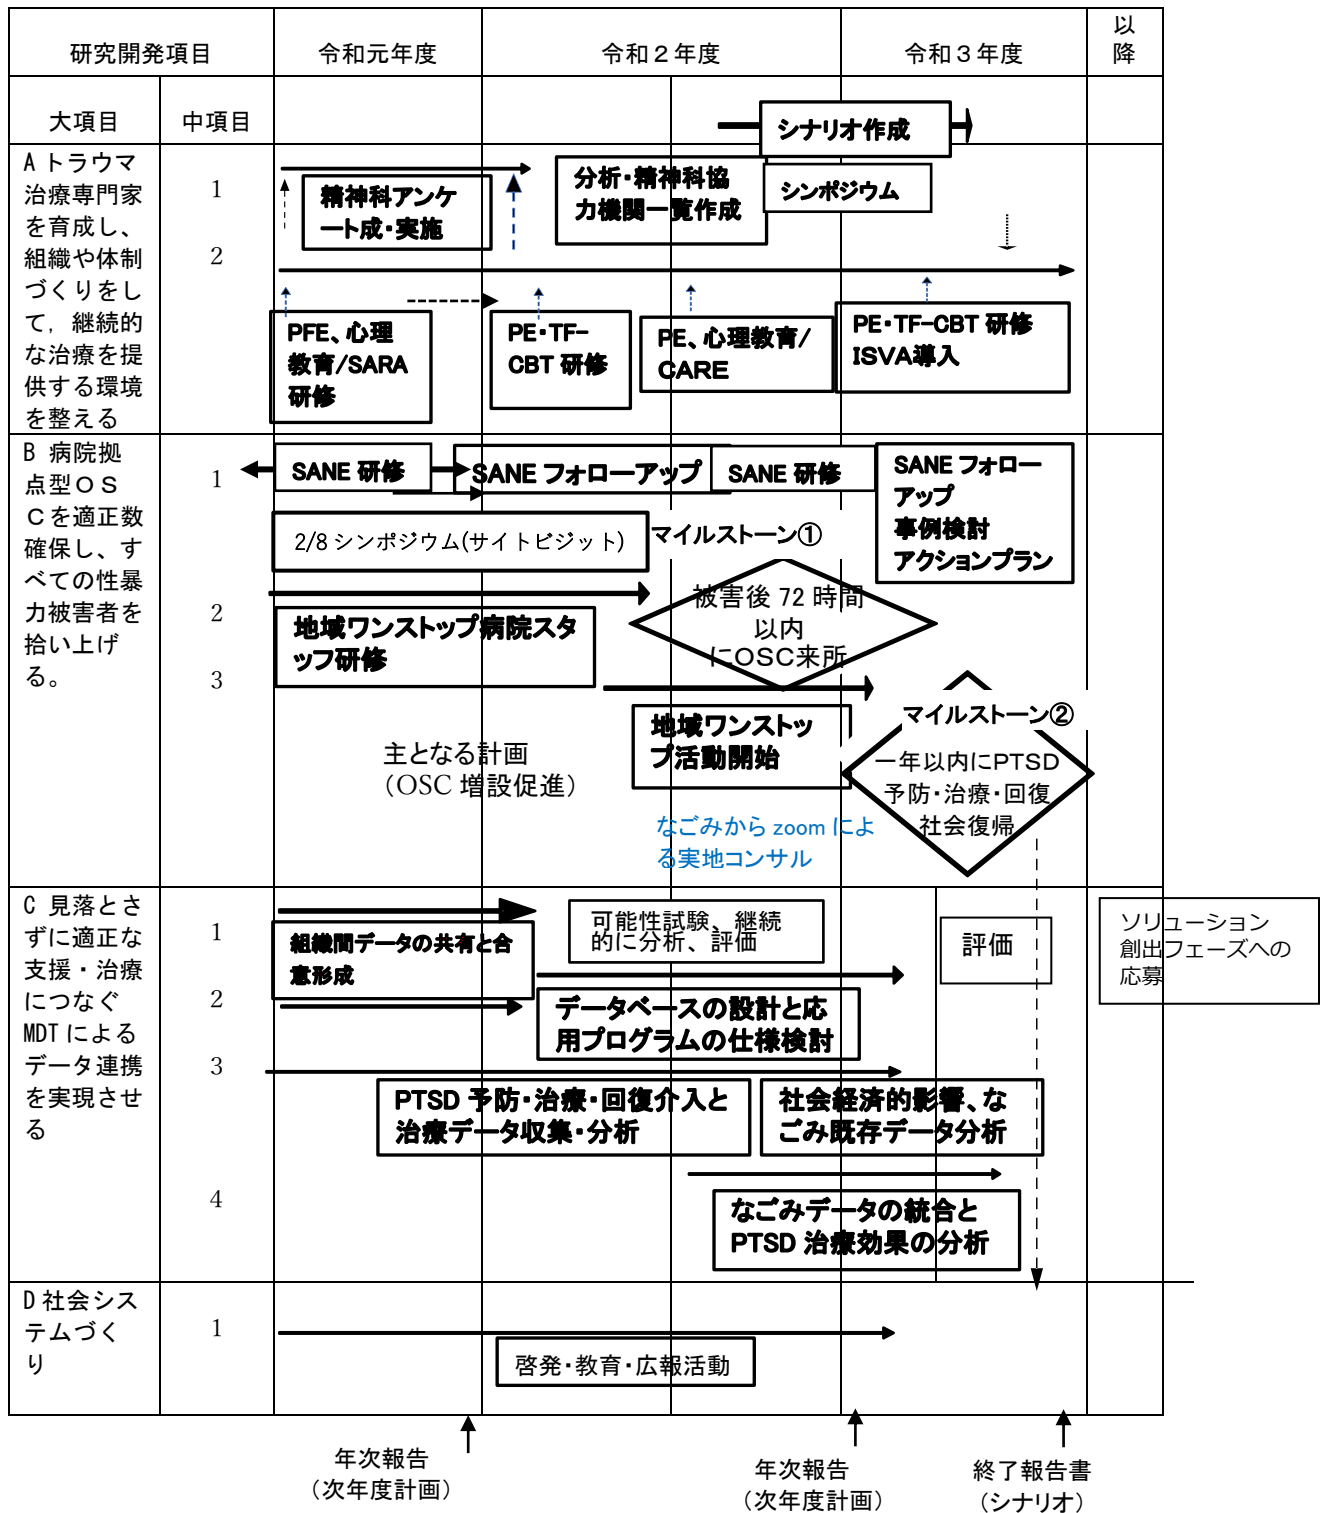 研究開発項目
令和元年度
令和２年度
令和３年度
以
降
大項目
中項目
シナリオ作成
A トラウマ
治療専門家
を育成し、
組織や体制
づくりをし
て，継続的
な治療を提
供する環境
を整える
1
2
精神科アンケ
ート成・実施
分析・精神科協
力機関一覧作成
シンポジウム
PFE、心理
教育/SARA
研修
PE・TF-
CBT 研修
PE、心理教育/
CARE
PE・TF-CBT 研修
ISVA導入
B 病院拠
点型ＯＳ
Ｃを適正数
確保し、す
べての性暴
力被害者を
拾い上げ
る。
1
2
3
SANE 研修
SANE フォローアップ
SANE 研修
SANE フォロー
アップ
事例検討
アクションプラン
2/8 シンポジウム(サイトビジット)
マイルストーン①
被害後 72 時間
以内
にOSC来所
地域ワンストップ病院スタ
ッフ研修
地域ワンストッ
プ活動開始
マイルストーン②
一年以内にPTSD
予防・治療・回復
社会復帰
主となる計画
（OSC 増設促進）
なごみから zoom によ
る実地コンサル
C 見落とさ
ずに適正な
支援・治療
につなぐ
MDT による
データ連携
を実現させ
る
1
2
3
4
組織間データの共有と合
意形成
可能性試験、継続
的に分析、評価
評価
ソリューション
創出フェーズへの
応募
データベースの設計と応
用プログラムの仕様検討
PTSD 予防・治療・回復介入と
治療データ収集・分析
社会経済的影響、な
ごみ既存データ分析
なごみデータの統合と
PTSD 治療効果の分析
D 社会シス
テムづく
り
1
啓発・教育・広報活動
年次報告
（次年度計画）
年次報告
（次年度計画）
終了報告書
（シナリオ）